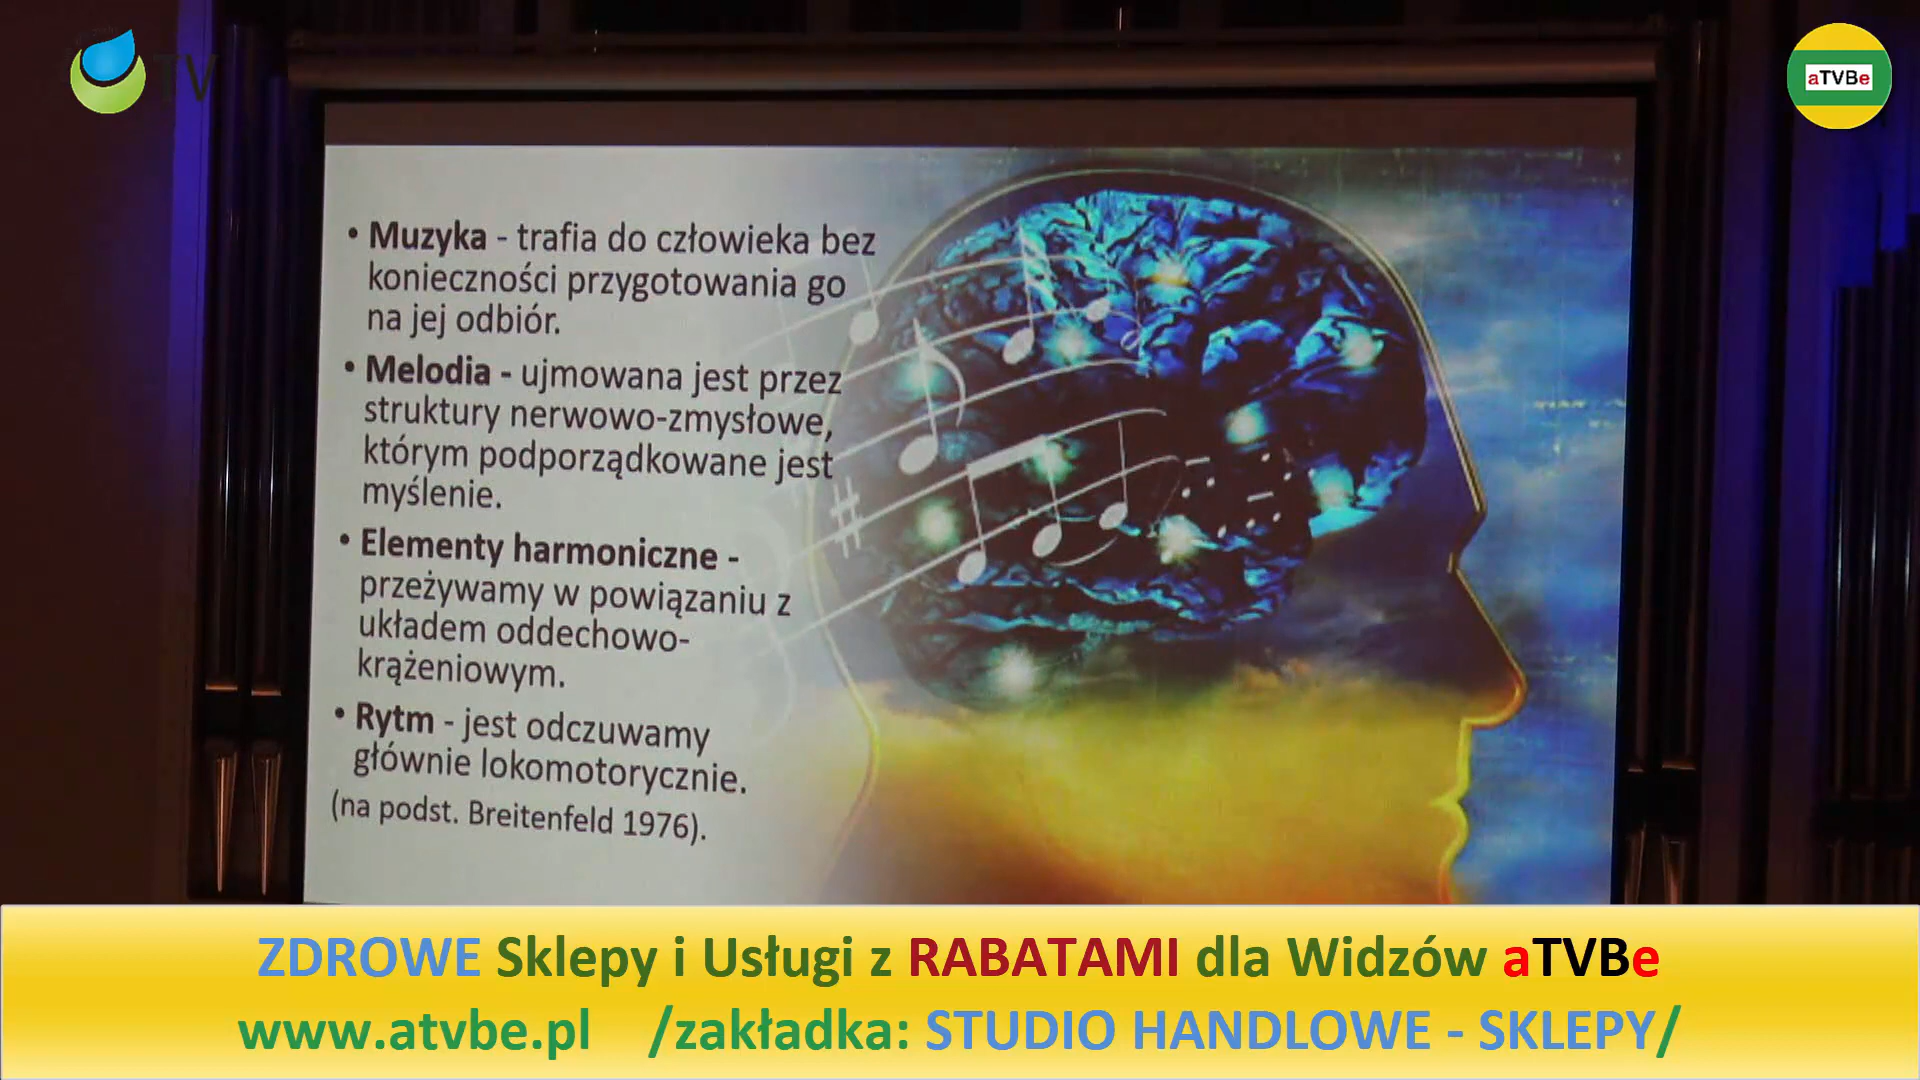 TV
aTVBe
• Muzyka - trafia do człowieka bez
konieczności przygotowania go
na jej odbiór.
• Melodia - ujmowana jest przez
struktury nerwowo-zmysłowe,
którym podporządkowane jest
myślenie.
• Elementy harmoniczne -
przeżywamy w powiązaniu z
układem oddechowo-
krążeniowym.
• Rytm - jest odczuwamy
głównie lokomotorycznie.
(na podst. Breitenfeld 1976).
ZDROWE Sklepy i Usługi z RABATAMI dla Widzów aTVBe
www.atvbe.pl /zakładka: STUDIO HANDLOWE - SKLEPY/